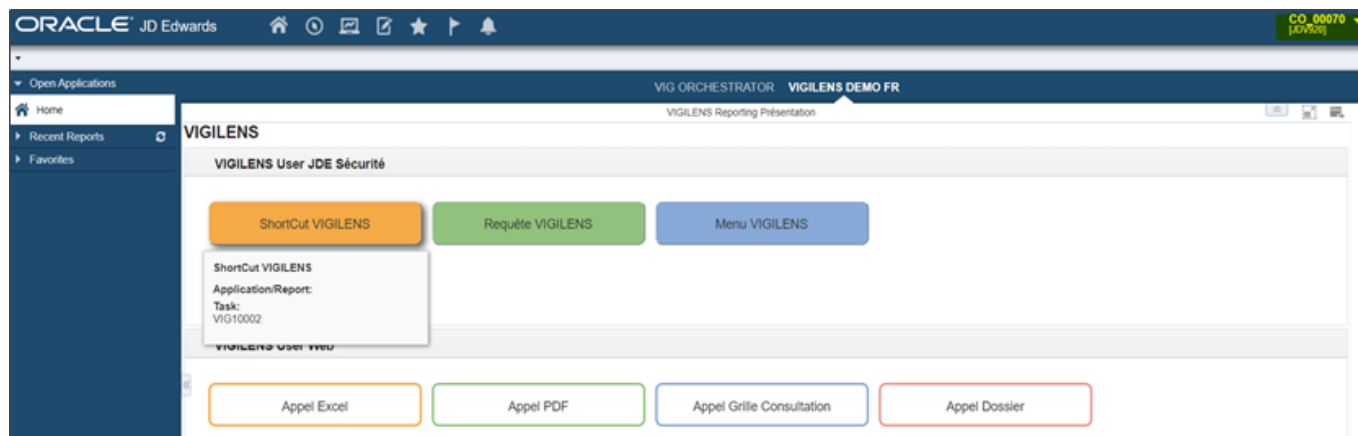 ORACLE JD Edwards
CO_00070
[JDV920]
Open Applications
VIG ORCHESTRATOR VIGILENS DEMO FR
Home
VIGILENS Reporting Présentation
Recent Reports
VIGILENS
Favorites
VIGILENS User JDE Sécurité
ShortCut VIGILENS Requête VIGILENS Menu VIGILENS
ShortCut VIGILENS
Application/Report:
Task:
VIG10002
VIGILENS User Web
Appel Excel Appel PDF Appel Grille Consultation Appel Dossier